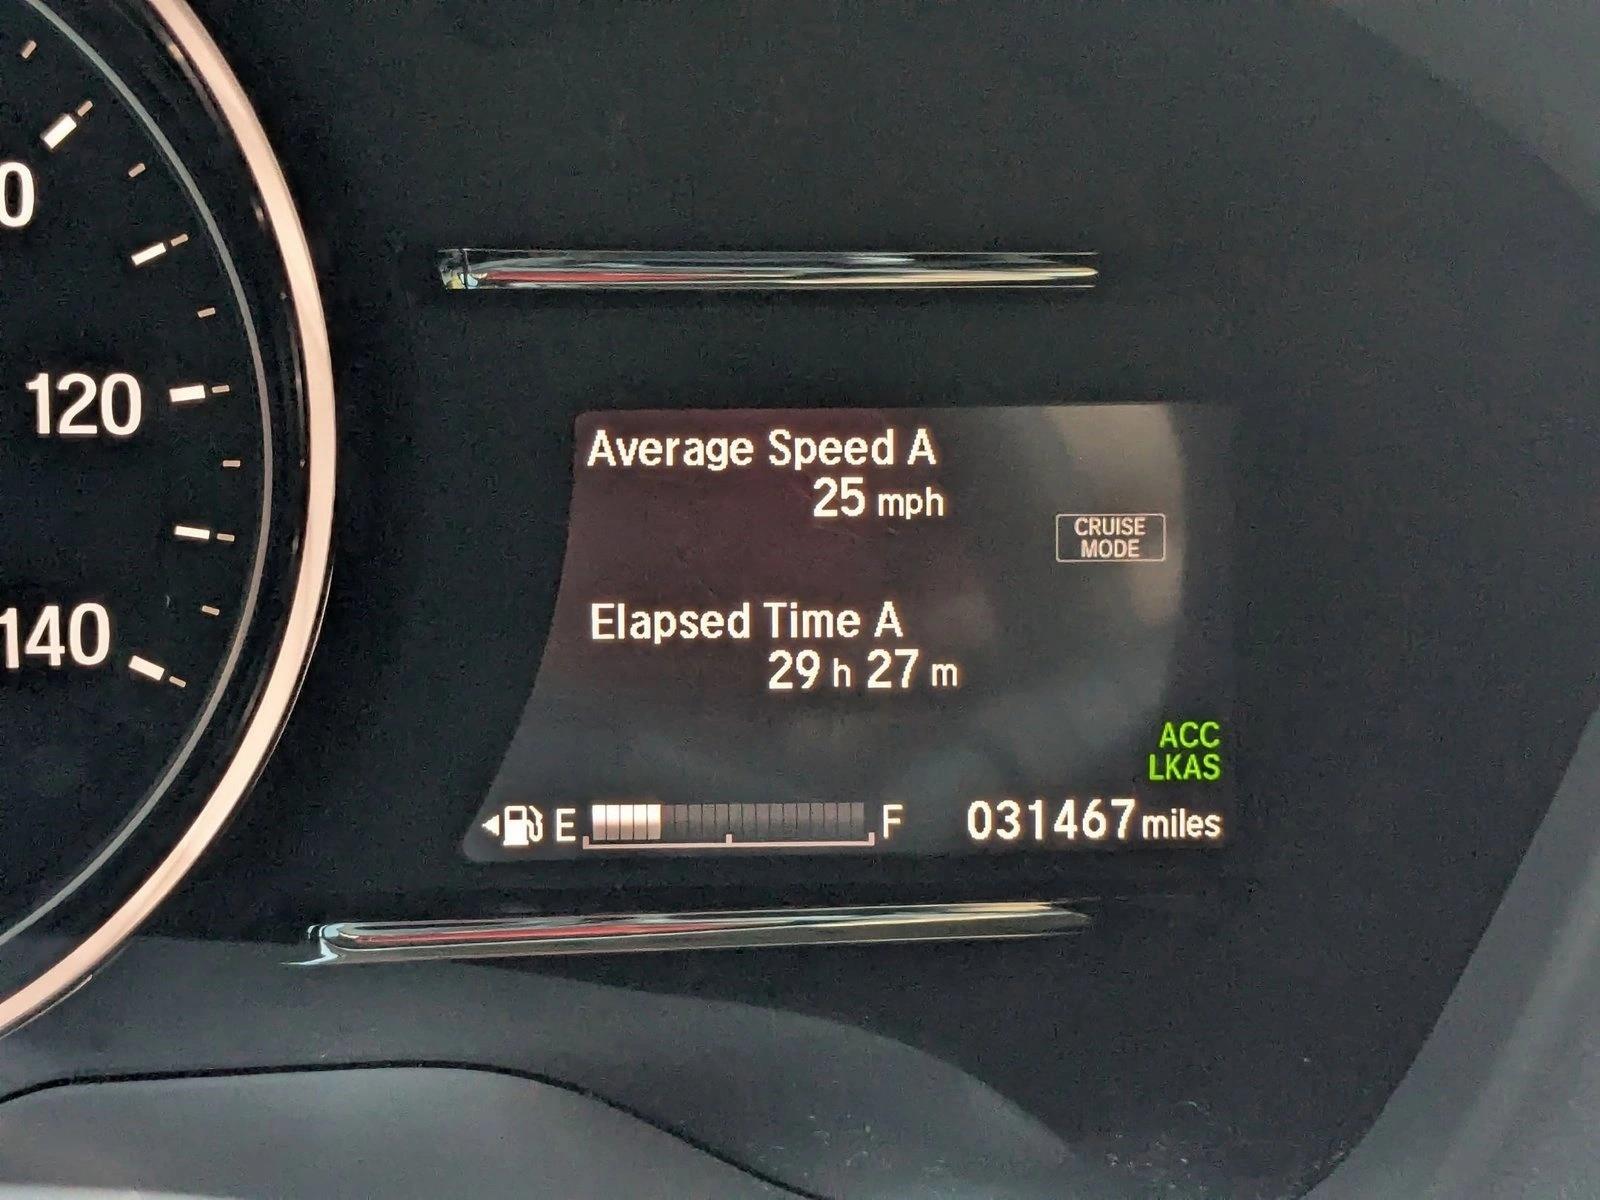 0
120
140
Average Speed A
25 mph
CRUISE
MODE
Elapsed Time A
29 h 27 m
ACC
LKAS
E F 031467 miles